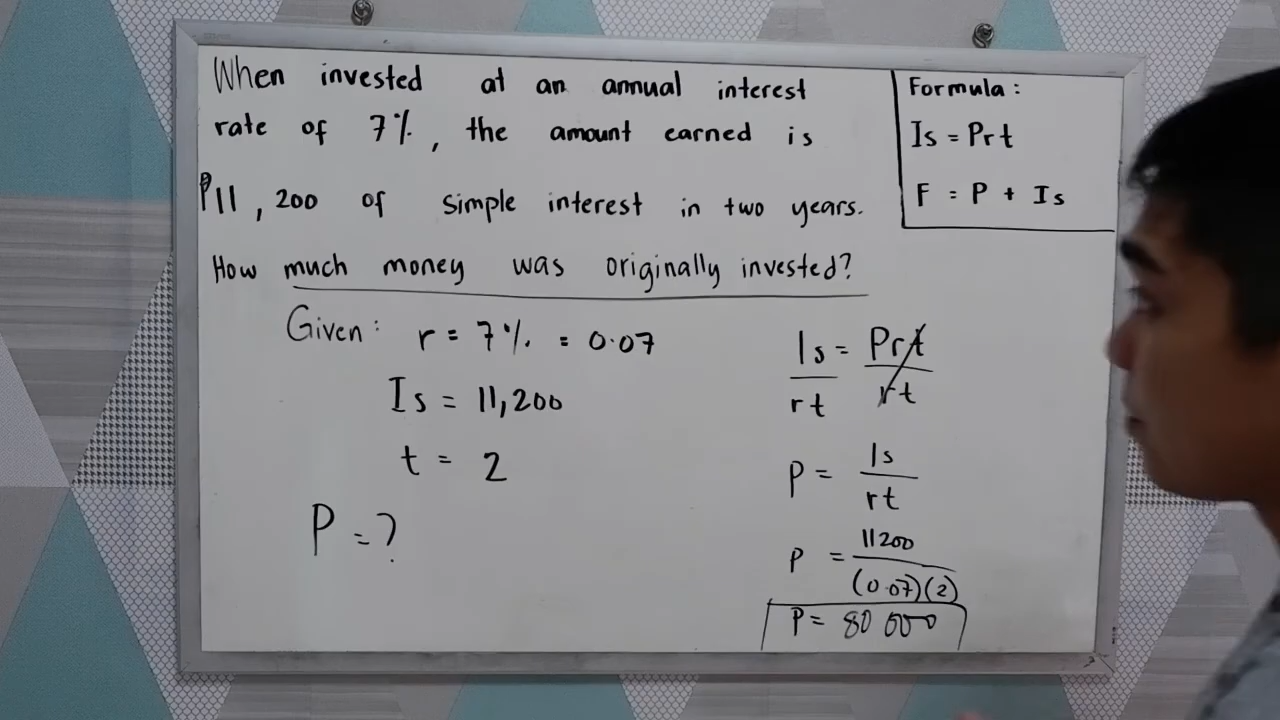 When invested at an annual interest
rate of 7%, the amount earned is
₱11,200 of simple interest in two years.
How much money was originally invested?
Formula:
Is = Prt
F = P + Is
Given: r = 7% = 0.07
Is = 11,200
t = 2
P = ?
Is = Prt
rt rt
P = Is
rt
P = 11200
(0.07)(2)
P = 80 000